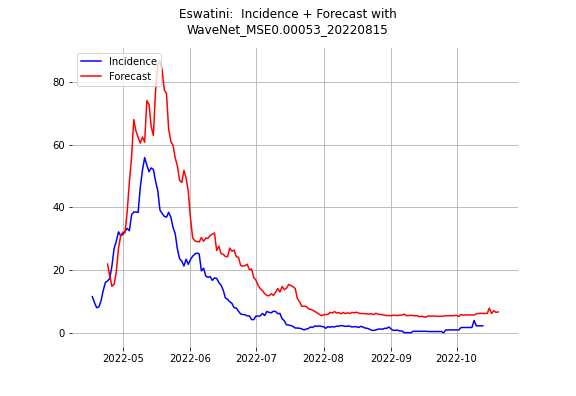 Eswatini:  Incidence + Forecast with
WaveNet_MSE0.00053_20220815
Incidence
Forecast
80
60
40
20
0
2022-05 2022-06 2022-07 2022-08 2022-09 2022-10